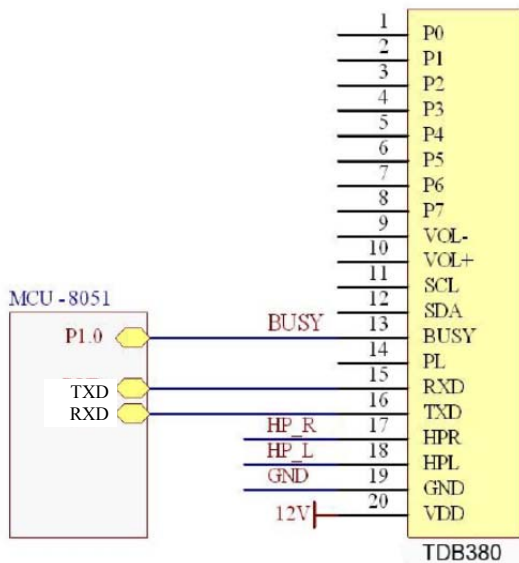 1 P0
2 P1
3 P2
4 P3
5 P4
6 P5
7 P6
8 P7
9 VOL-
10 VOL+
11 SCL
12 SDA
MCU-8051
P1.0 BUSY 13 BUSY
14 PL
TXD 15 RXD
RXD 16 TXD
HP_R 17 HPR
HP_L 18 HPL
GND 19 GND
12V 20 VDD
TDB380